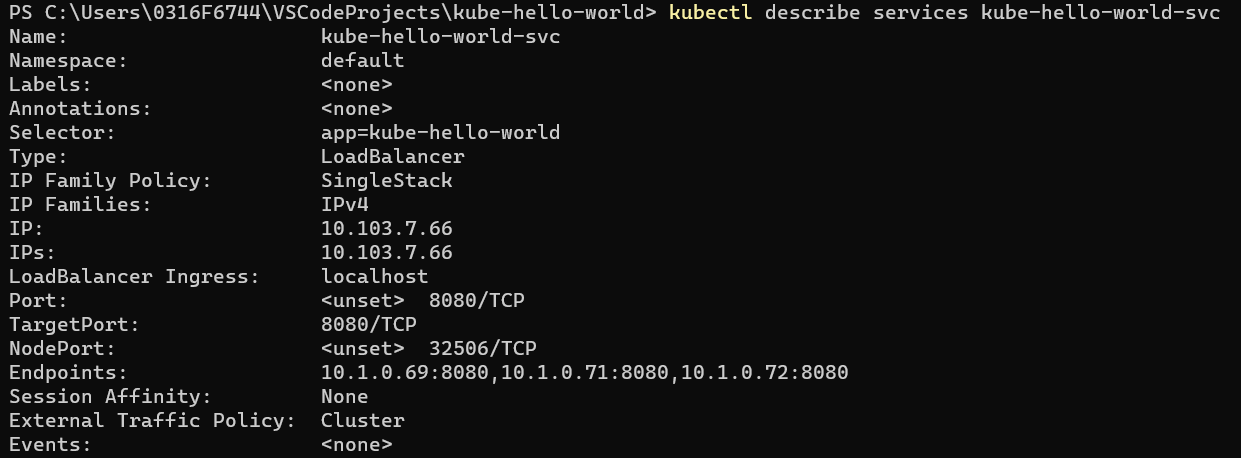 PS C:\Users\0316F6744\VSCodeProjects\kube-hello-world> kubectl describe services kube-hello-world-svc
Name:                     kube-hello-world-svc
Namespace:                default
Labels:                   <none>
Annotations:              <none>
Selector:                 app=kube-hello-world
Type:                     LoadBalancer
IP Family Policy:         SingleStack
IP Families:              IPv4
IP:                       10.103.7.66
IPs:                      10.103.7.66
LoadBalancer Ingress:     localhost
Port:                     <unset>  8080/TCP
TargetPort:               8080/TCP
NodePort:                 <unset>  32506/TCP
Endpoints:                10.1.0.69:8080,10.1.0.71:8080,10.1.0.72:8080
Session Affinity:         None
External Traffic Policy:  Cluster
Events:                   <none>